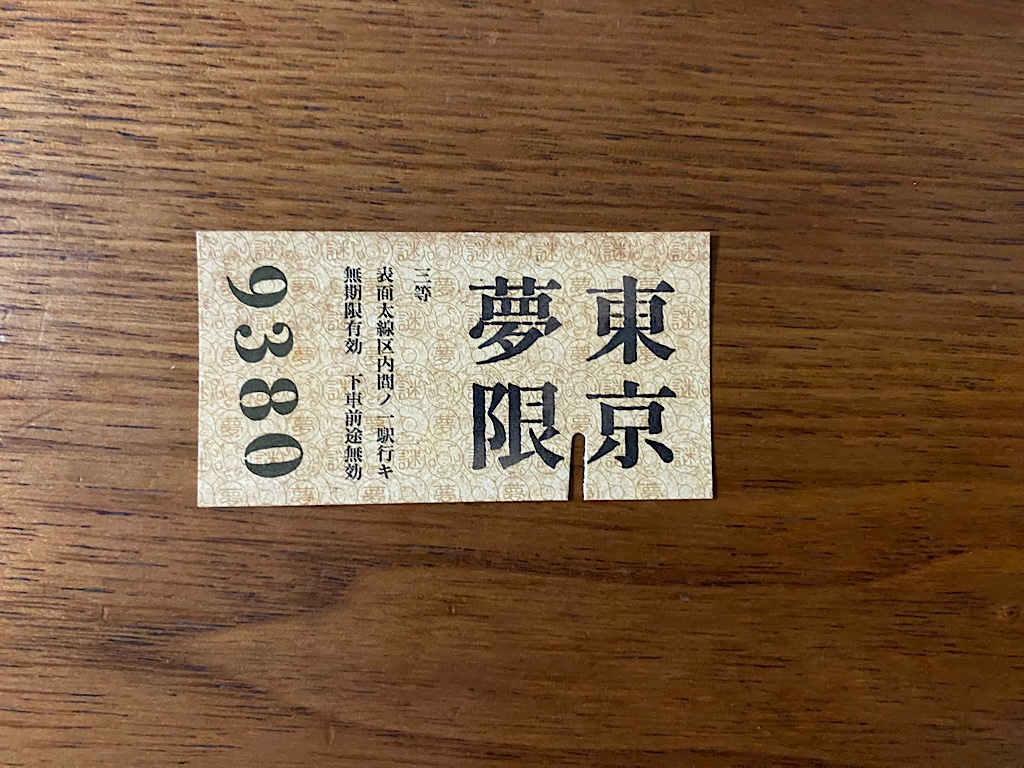 東京
夢限
三等
表面太線区内間ノ一駅行キ
無期限有効 下車前途無効
9380